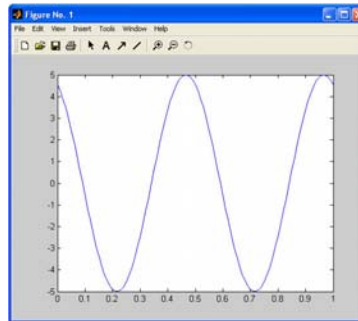 Figure No. 1
File Edit View Insert Tools Window Help
A
5
4
3
2
1
0
-1
-2
-3
-4
-5
0 0.1 0.2 0.3 0.4 0.5 0.6 0.7 0.8 0.9 1